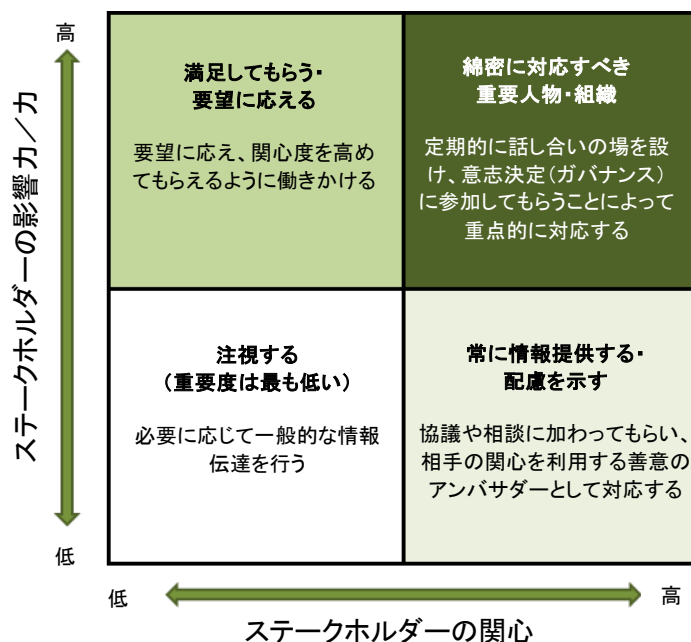 高
ステークホルダーの影響力／力
低
満足してもらう・
要望に応える
要望に応え、関心度を高め
てもらえるように働きかける
綿密に対応すべき
重要人物・組織
定期的に話し合いの場を設
け、意志決定（ガバナンス）
に参加してもらうことによって
重点的に対応する
注視する
（重要度は最も低い）
必要に応じて一般的な情報
伝達を行う
常に情報提供する・
配慮を示す
協議や相談に加わってもらい、
相手の関心を利用する善意の
アンバサダーとして対応する
低
高
ステークホルダーの関心